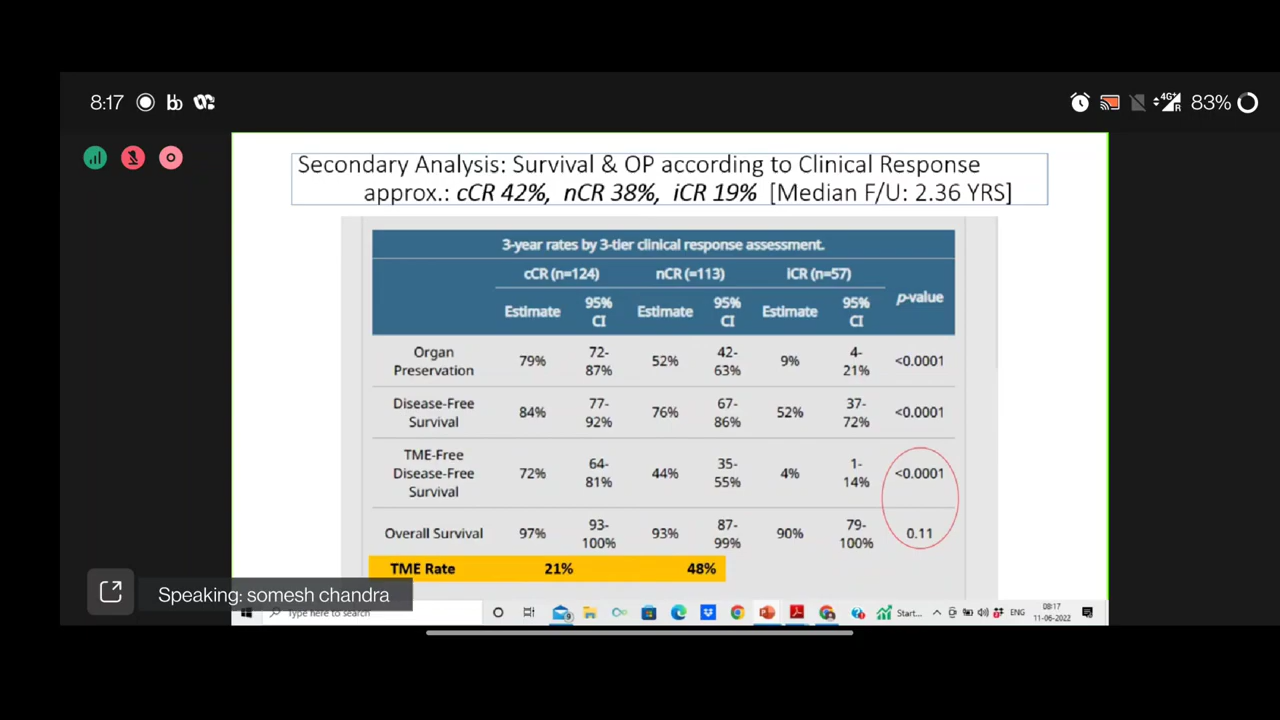 8:17
4G+
R
83%
Secondary Analysis: Survival & OP according to Clinical Response
approx.: cCR 42%, nCR 38%, iCR 19% [Median F/U: 2.36 YRS]
3-year rates by 3-tier clinical response assessment.
cCR (n=124) nCR (=113) iCR (n=57) p-value
Estimate 95% CI Estimate 95% CI Estimate 95% CI
Organ Preservation 79% 72-87% 52% 42-63% 9% 4-21% <0.0001
Disease-Free Survival 84% 77-92% 76% 67-86% 52% 37-72% <0.0001
TME-Free Disease-Free Survival 72% 64-81% 44% 35-55% 4% 1-14% <0.0001
Overall Survival 97% 93-100% 93% 87-99% 90% 79-100% 0.11
TME Rate 21% 48%
Speaking: somesh chandra
Type here to search
Start...
ENG
08:17
11-06-2022